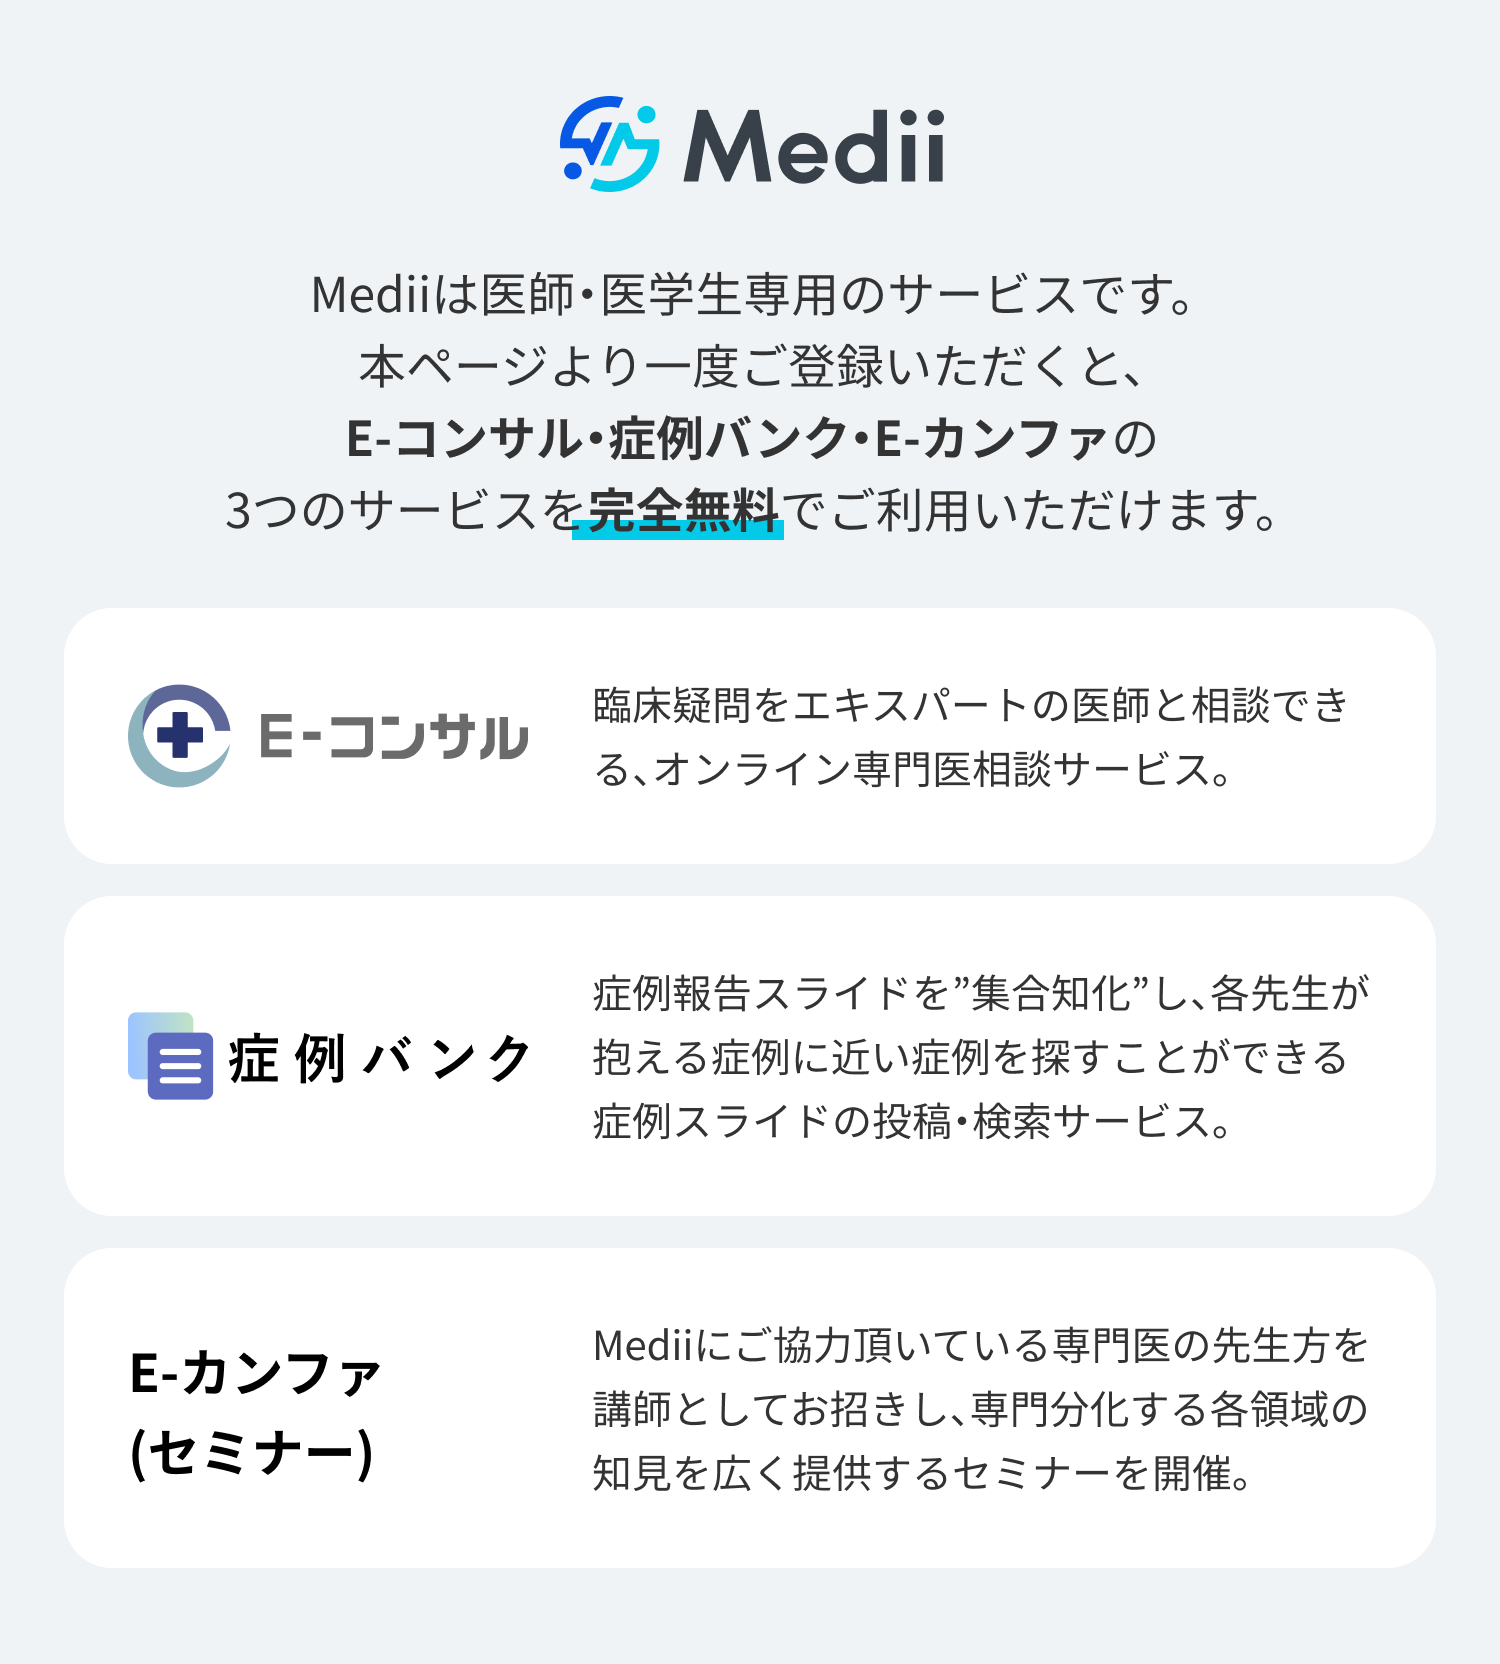 Medii
Mediiは医師・医学生専用のサービスです。
本ページより一度ご登録いただくと、
E-コンサル・症例バンク・E-カンファの
3つのサービスを完全無料でご利用いただけます。
E-コンサル
臨床疑問をエキスパートの医師と相談でき
る、オンライン専門医相談サービス。
症例バンク
症例報告スライドを”集合知化”し、各先生が
抱える症例に近い症例を探すことができる
症例スライドの投稿・検索サービス。
E-カンファ
(セミナー)
Mediiにご協力頂いている専門医の先生方を
講師としてお招きし、専門分化する各領域の
知見を広く提供するセミナーを開催。